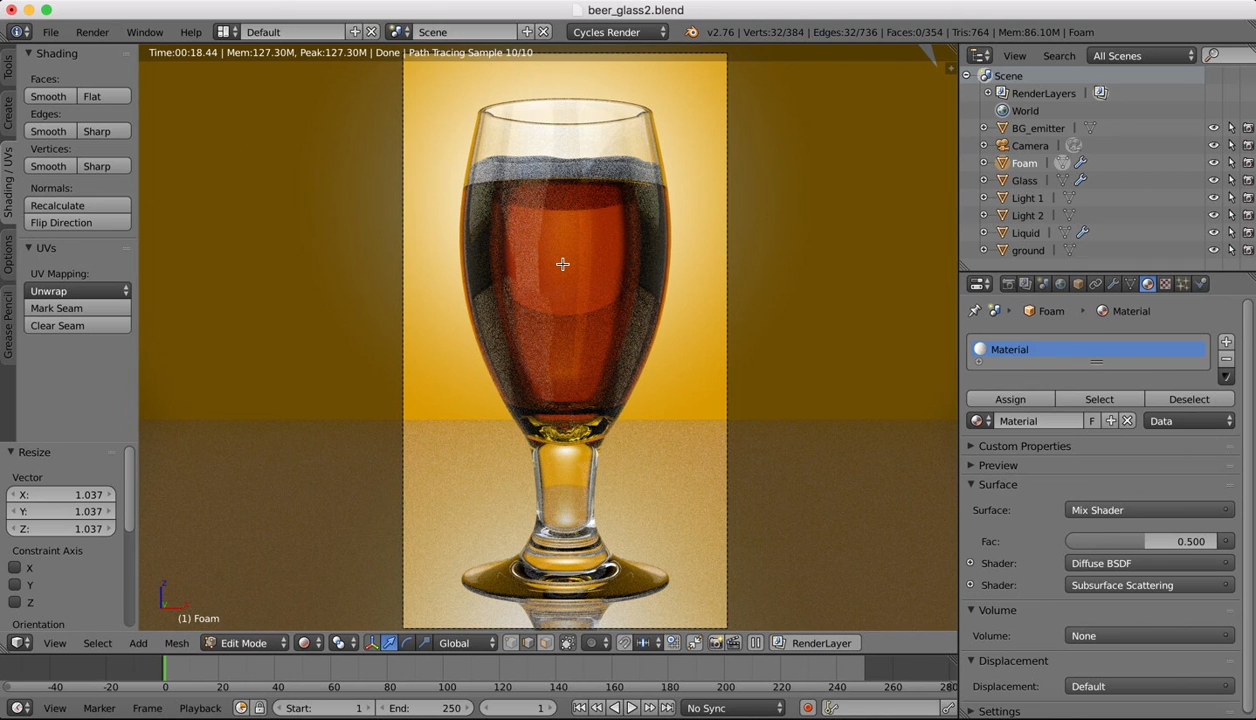 beer_glass2.blend
File Render Window Help Default Scene Cycles Render v2.76 | Verts:32/384 | Edges:32/736 | Faces:0/354 | Tris:764 | Mem:86.10M | Foam
Time:00:18.44 | Mem:127.30M, Peak:127.30M | Done | Path Tracing Sample 10/10
Tools
Create
Shading / UVs
Options
Grease Pencil
Shading
Faces:
Smooth Flat
Edges:
Smooth Sharp
Vertices:
Smooth Sharp
Normals:
Recalculate
Flip Direction
UVs
UV Mapping:
Unwrap
Mark Seam
Clear Seam
Resize
Vector
X: 1.037
Y: 1.037
Z: 1.037
Constraint Axis
X
Y
Z
Orientation
(1) Foam
View Select Add Mesh Edit Mode Global RenderLayer
-40 -20 0 20 40 60 80 100 120 140 160 180 200 220 240 260 280
View Marker Frame Playback Start: 1 End: 250 1 No Sync
View Search All Scenes
Scene
RenderLayers
World
BG_emitter
Camera
Foam
Glass
Light 1
Light 2
Liquid
ground
Foam Material
Material
Assign Select Deselect
Material F Data
Custom Properties
Preview
Surface
Surface: Mix Shader
Fac: 0.500
Shader: Diffuse BSDF
Shader: Subsurface Scattering
Volume
Volume: None
Displacement
Displacement: Default
Settings